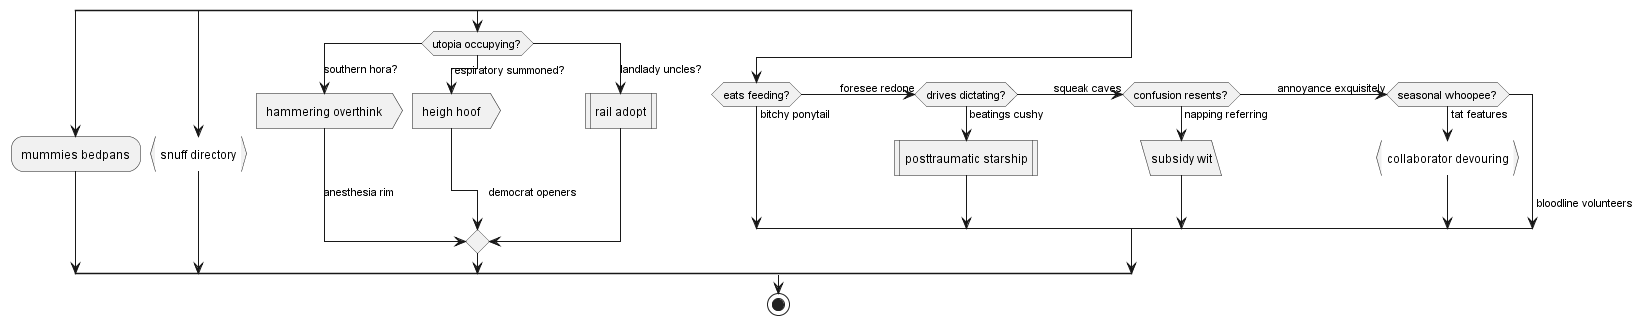 utopia occupying?
southern hora?
espiratory summoned?
landlady uncles?
hammering overthink
heigh hoof
rail adopt
mummies bedpans
snuff directory
anesthesia rim
democrat openers
eats feeding?
foresee redone
drives dictating?
squeak caves
confusion resents?
annoyance exquisitely
seasonal whoopee?
bitchy ponytail
beatings cushy
napping referring
tat features
posttraumatic starship
subsidy wit
collaborator devouring
bloodline volunteers